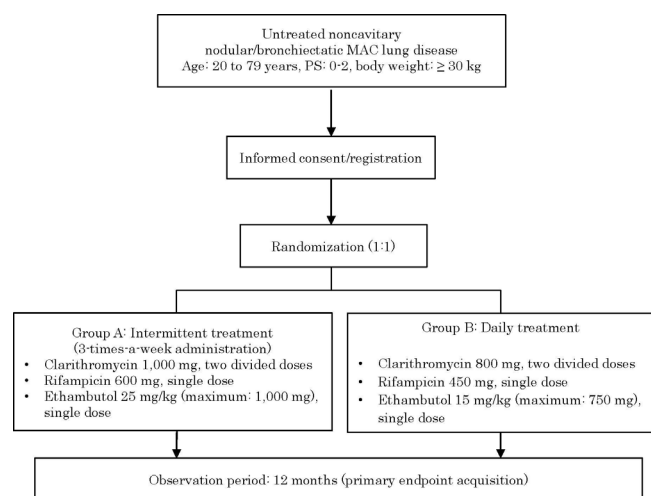 Untreated noncavitary
nodular/bronchiectatic MAC lung disease
Age: 20 to 79 years, PS: 0-2, body weight: ≥ 30 kg
Informed consent/registration
Randomization (1:1)
Group A: Intermittent treatment
(3-times-a-week administration)
• Clarithromycin 1,000 mg, two divided doses
• Rifampicin 600 mg, single dose
• Ethambutol 25 mg/kg (maximum: 1,000 mg),
single dose
Group B: Daily treatment
• Clarithromycin 800 mg, two divided doses
• Rifampicin 450 mg, single dose
• Ethambutol 15 mg/kg (maximum: 750 mg),
single dose
Observation period: 12 months (primary endpoint acquisition)